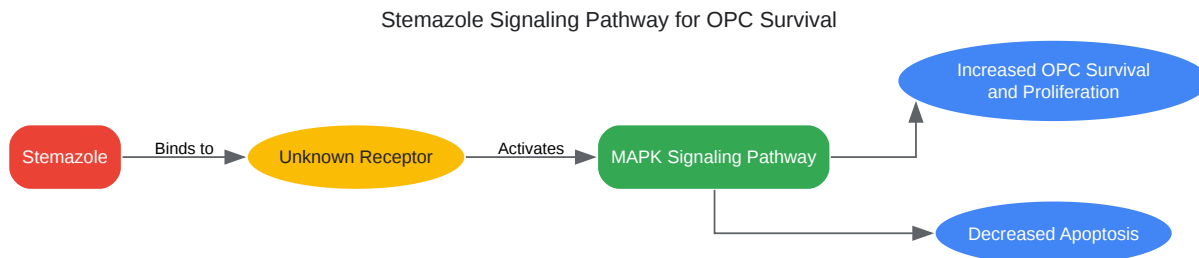 Stemazole Signaling Pathway for OPC Survival
Increased OPC Survival
and Proliferation
Stemazole
Binds to
Unknown Receptor
Activates
MAPK Signaling Pathway
Decreased Apoptosis